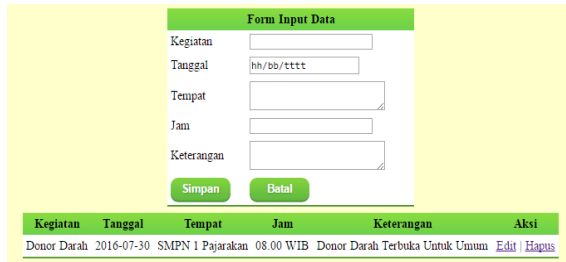 Form Input Data
Kegiatan
Tanggal hh/bb/tttt
Tempat
Jam
Keterangan
Simpan Batal
Kegiatan Tanggal Tempat Jam Keterangan Aksi
Donor Darah 2016-07-30 SMPN 1 Pajarakan 08.00 WIB Donor Darah Terbuka Untuk Umum Edit | Hapus